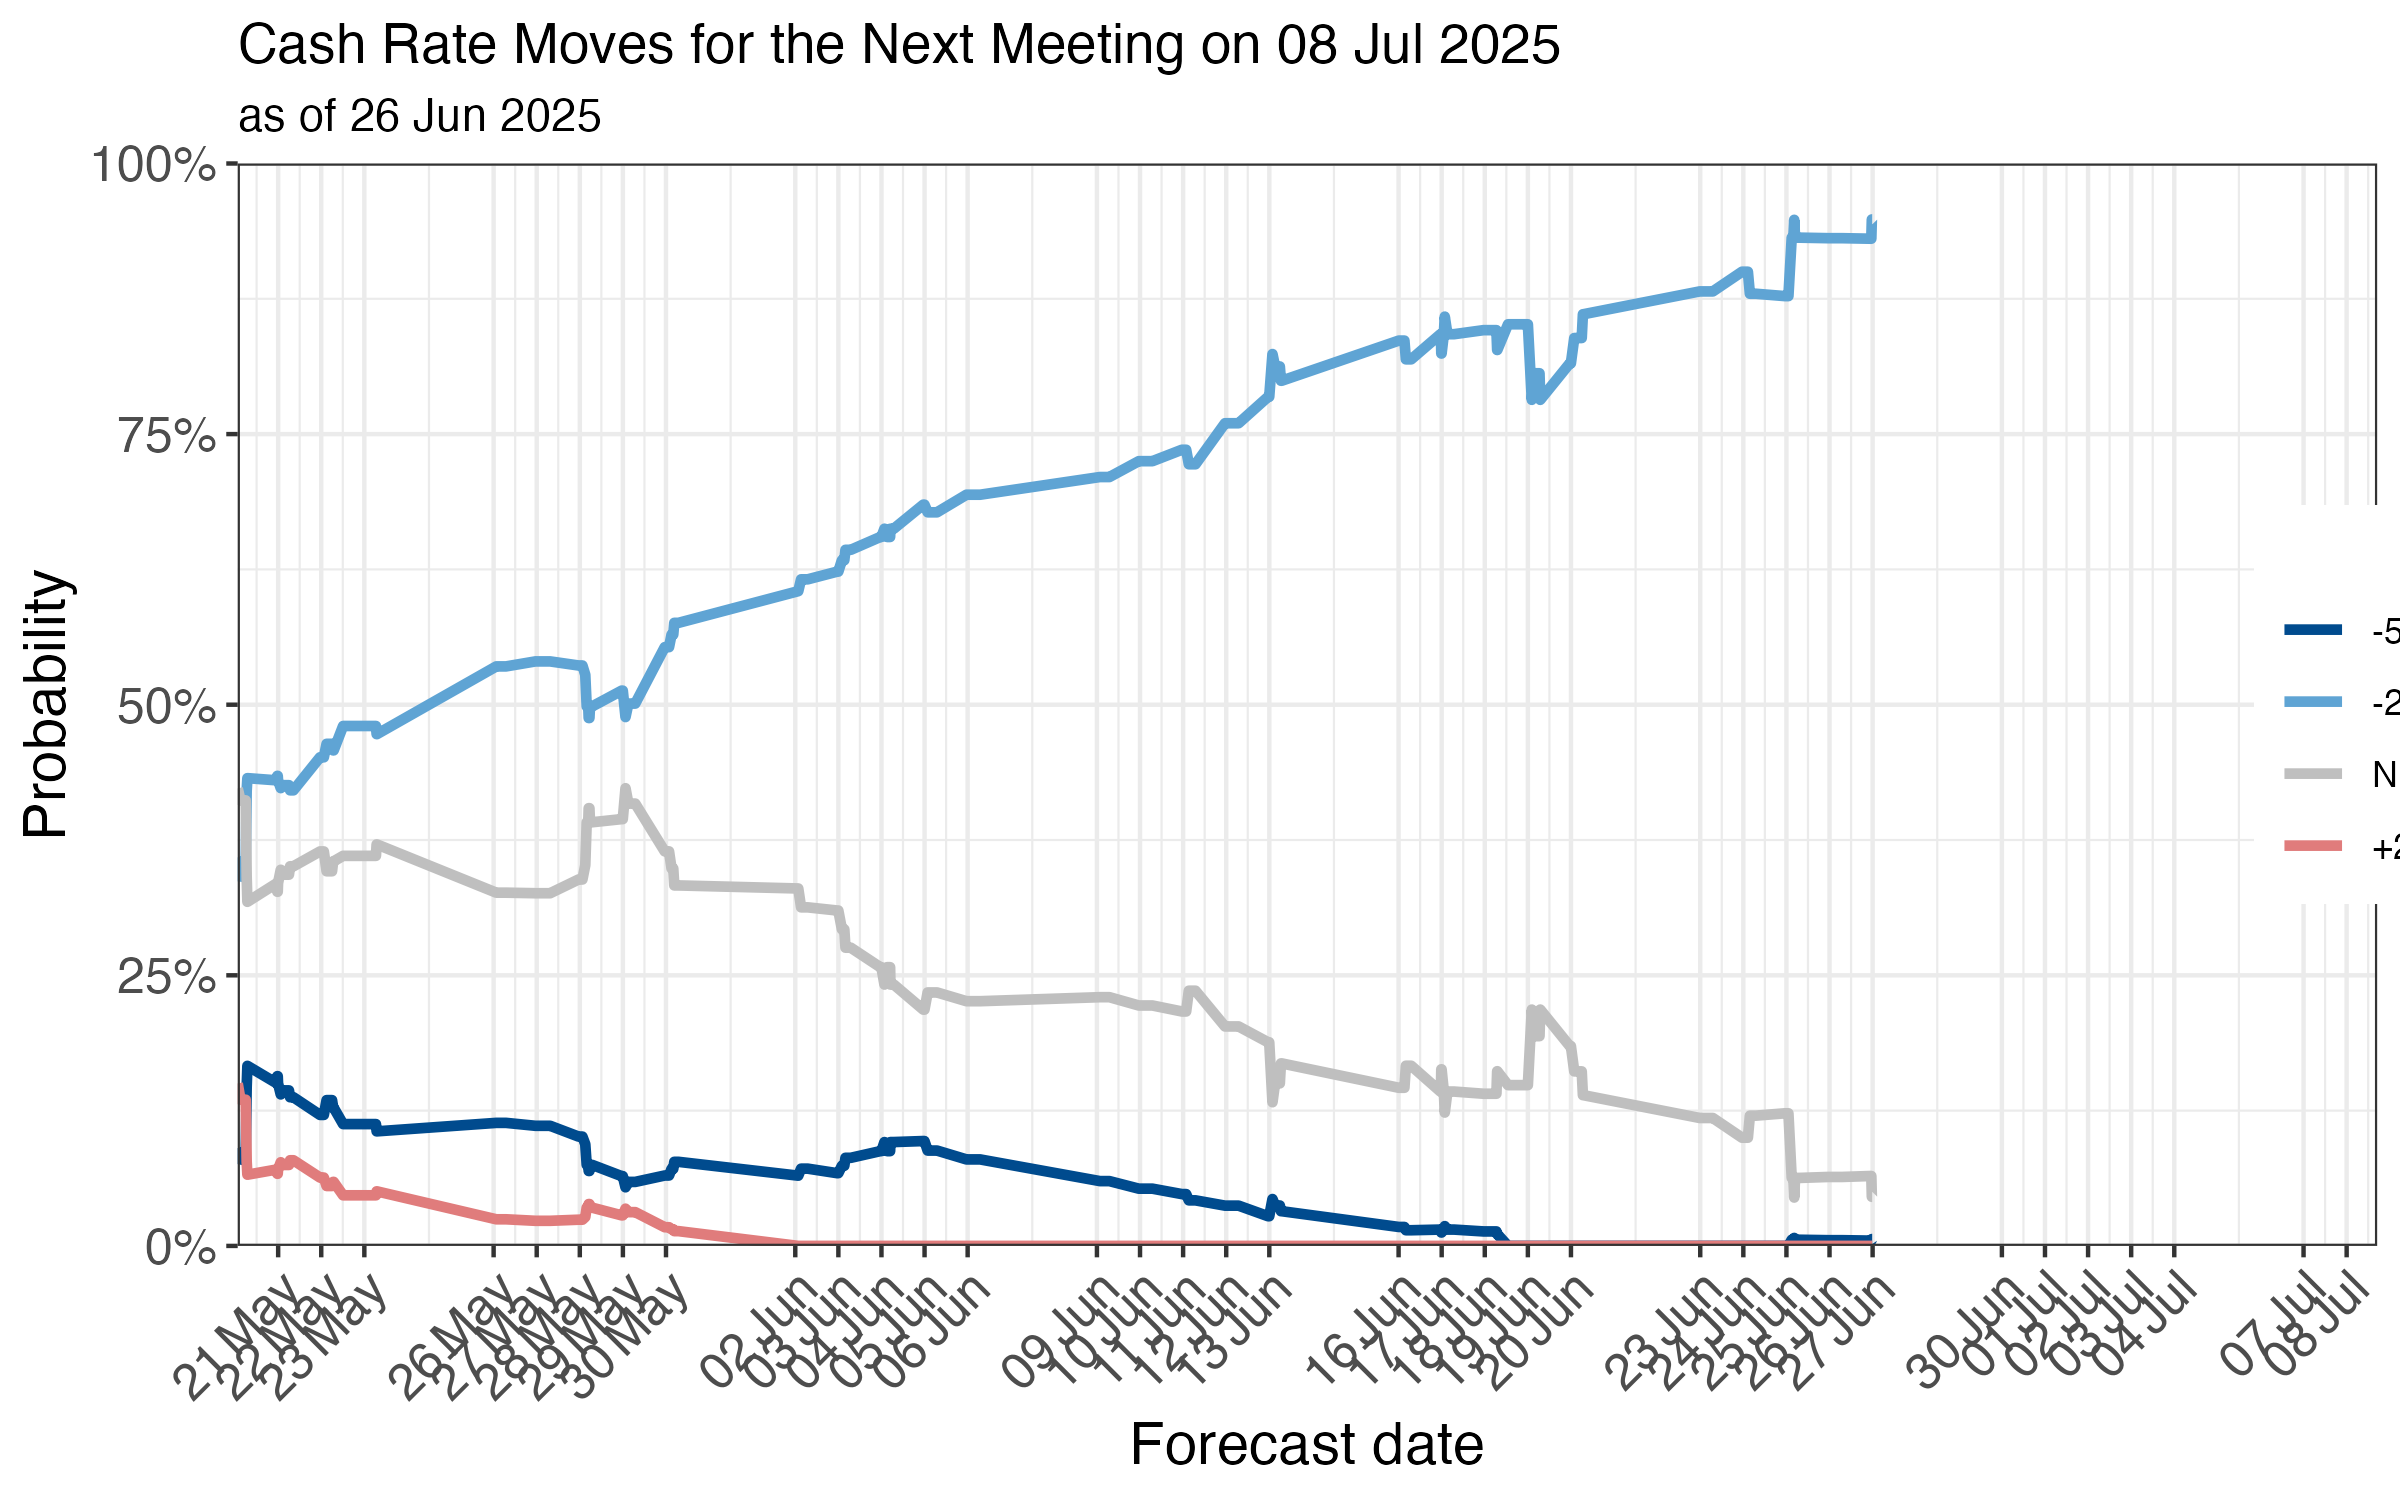 Cash Rate Moves for the Next Meeting on 08 Jul 2025
as of 26 Jun 2025
100%
75%
50%
25%
0%
Probability
-5
-2
N
+2
21 May
22 May
23 May
26 May
27 May
28 May
29 May
30 May
02 Jun
03 Jun
04 Jun
05 Jun
06 Jun
09 Jun
10 Jun
11 Jun
12 Jun
13 Jun
16 Jun
17 Jun
18 Jun
19 Jun
20 Jun
23 Jun
24 Jun
25 Jun
26 Jun
27 Jun
30 Jun
01 Jul
02 Jul
03 Jul
04 Jul
07 Jul
08 Jul
Forecast date